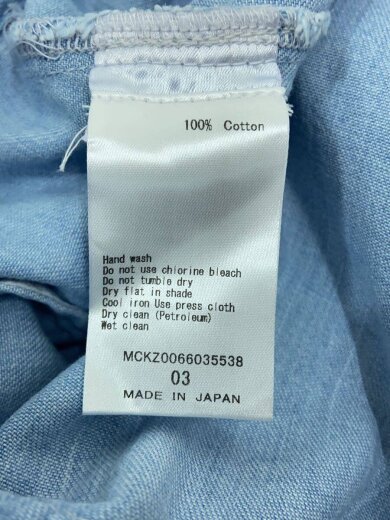 100% Cotton
Hand wash
Do not use chlorine bleach
Do not tumble dry
Dry flat in shade
Cool iron Use press cloth
Dry clean (Petroleum)
Wet clean
MCKZ0066035538
03
MADE IN JAPAN